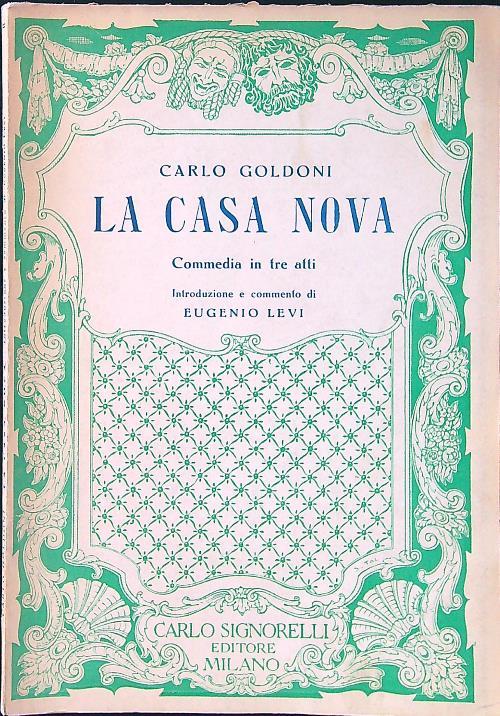 CARLO GOLDONI
LA CASA NOVA
Commedia in tre atti
Introduzione e commento di
EUGENIO LEVI
CARLO SIGNORELLI
EDITORE
MILANO